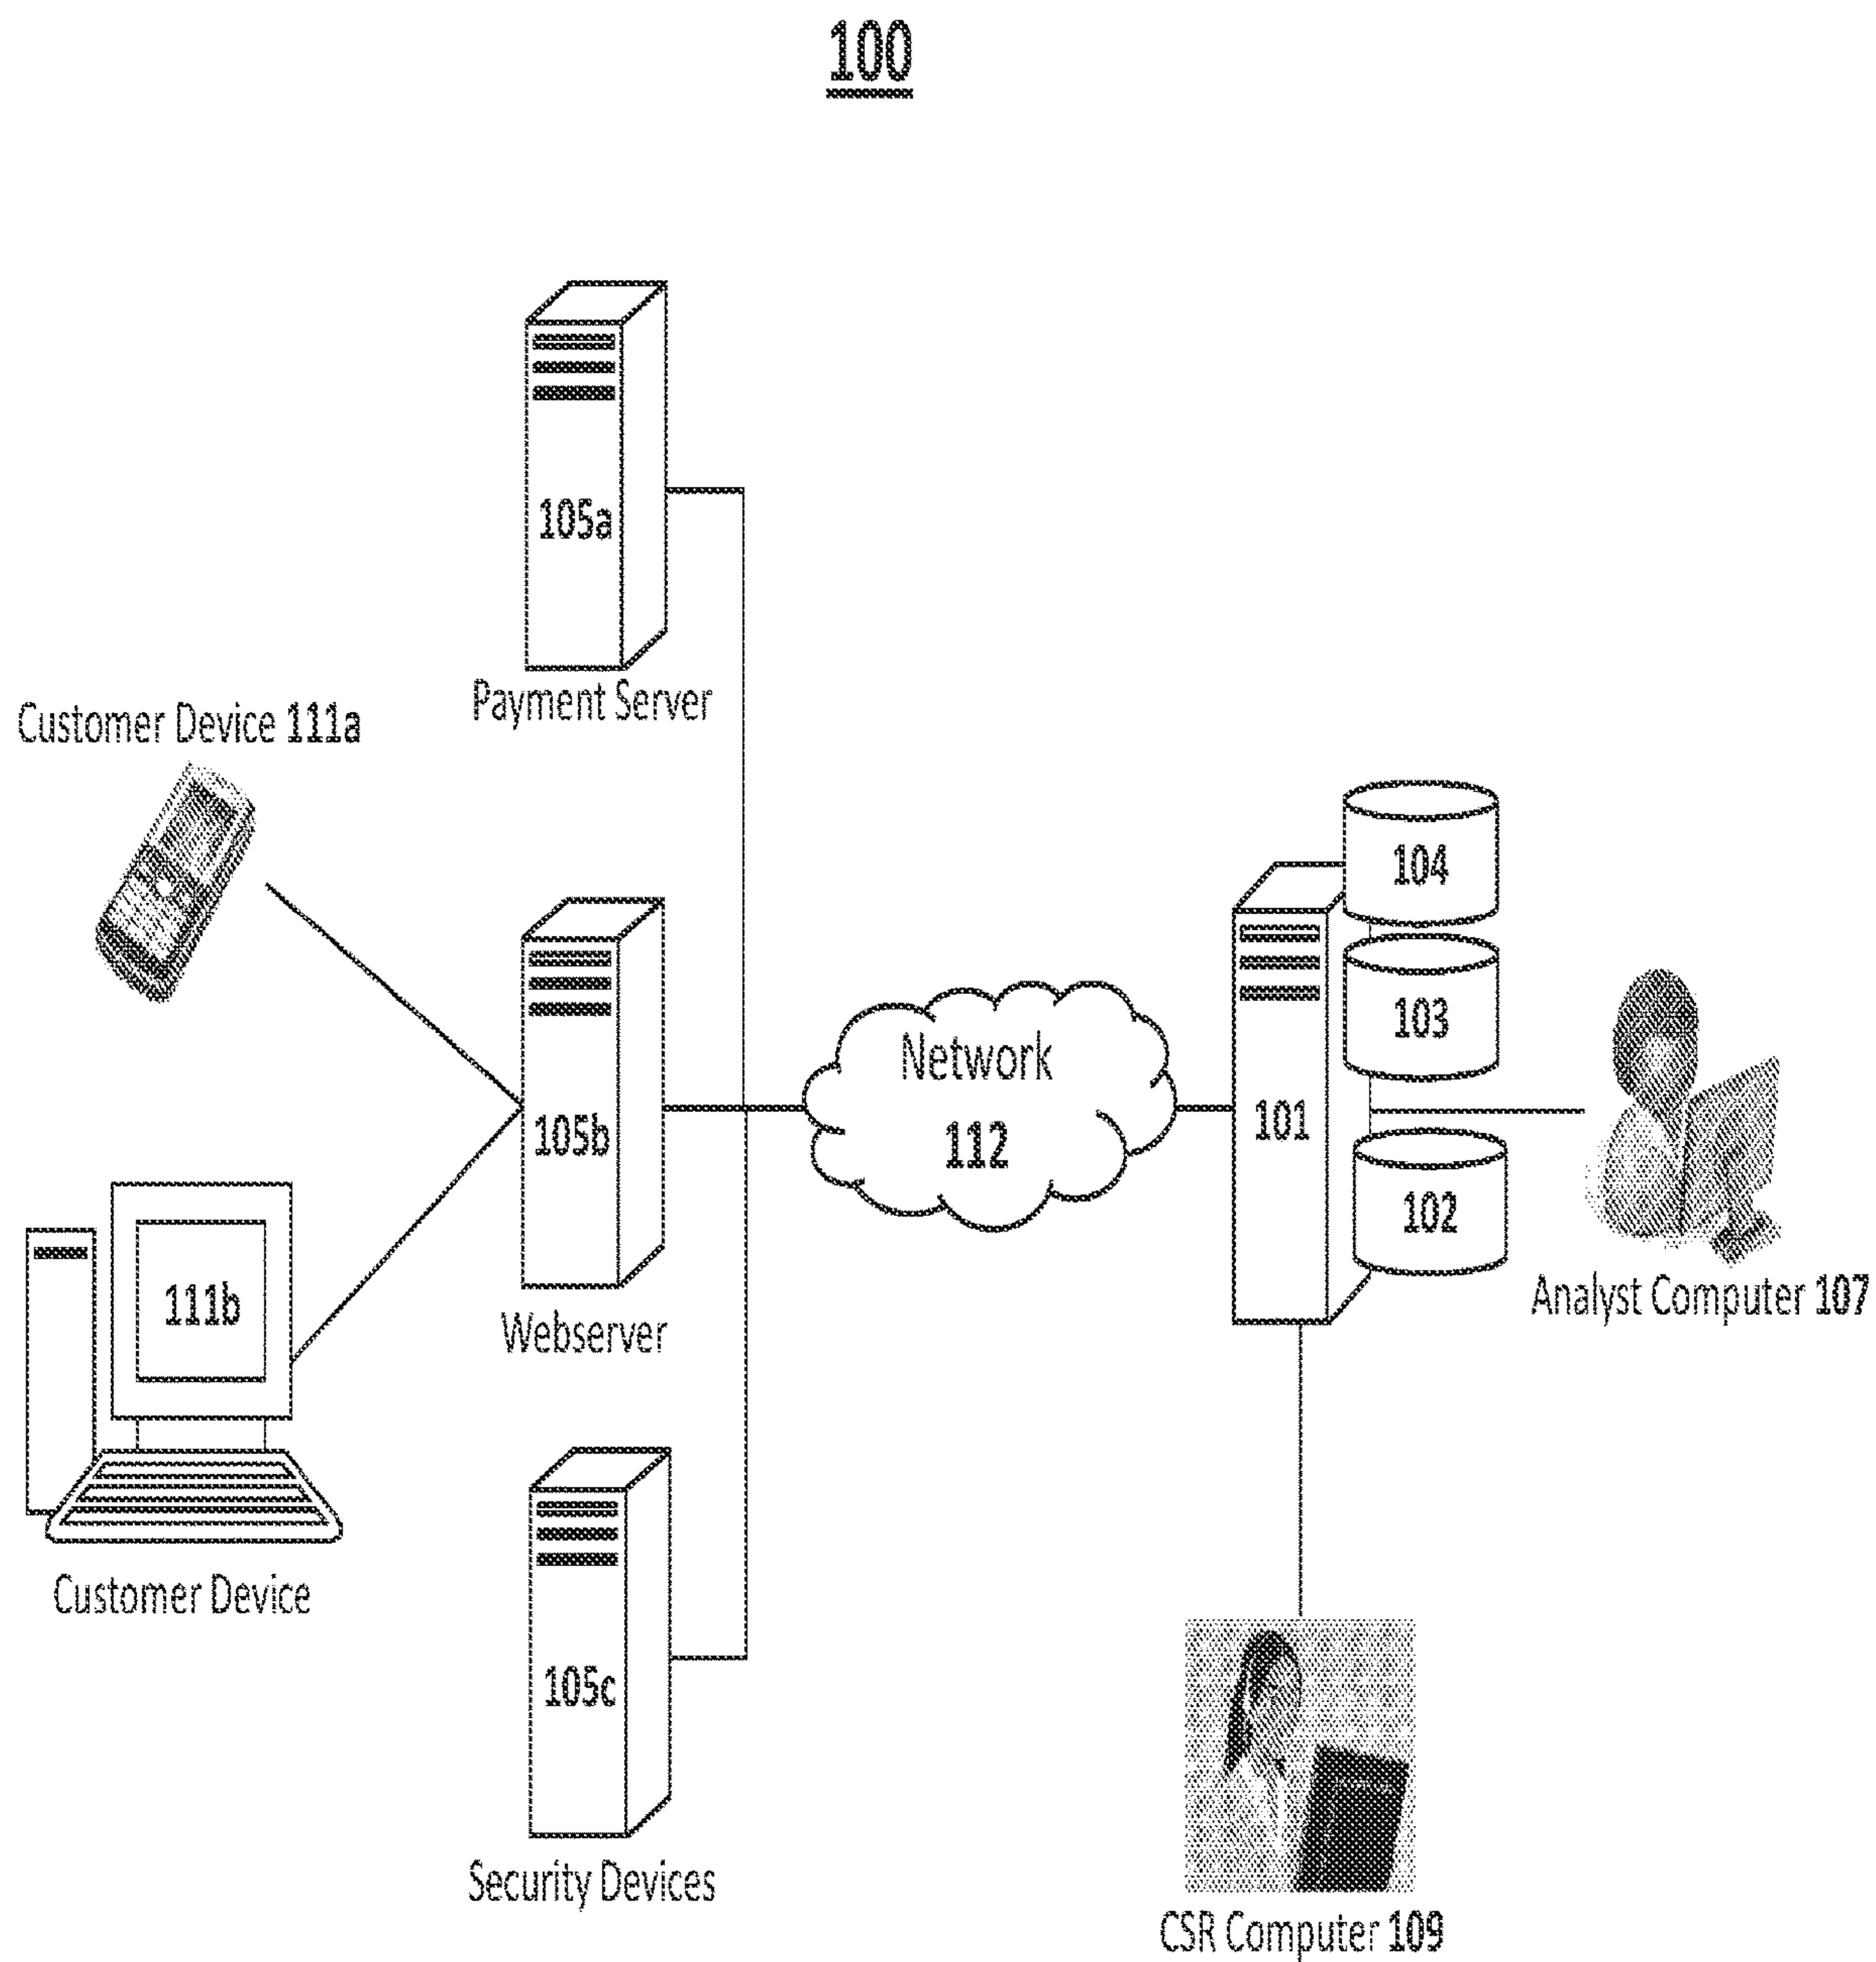 100
105a
Payment Server
Customer Device 111a
104
103
Network
112
105b
101
102
111b
Webserver
Analyst Computer 107
Customer Device
105c
Security Devices
CSR Computer 109